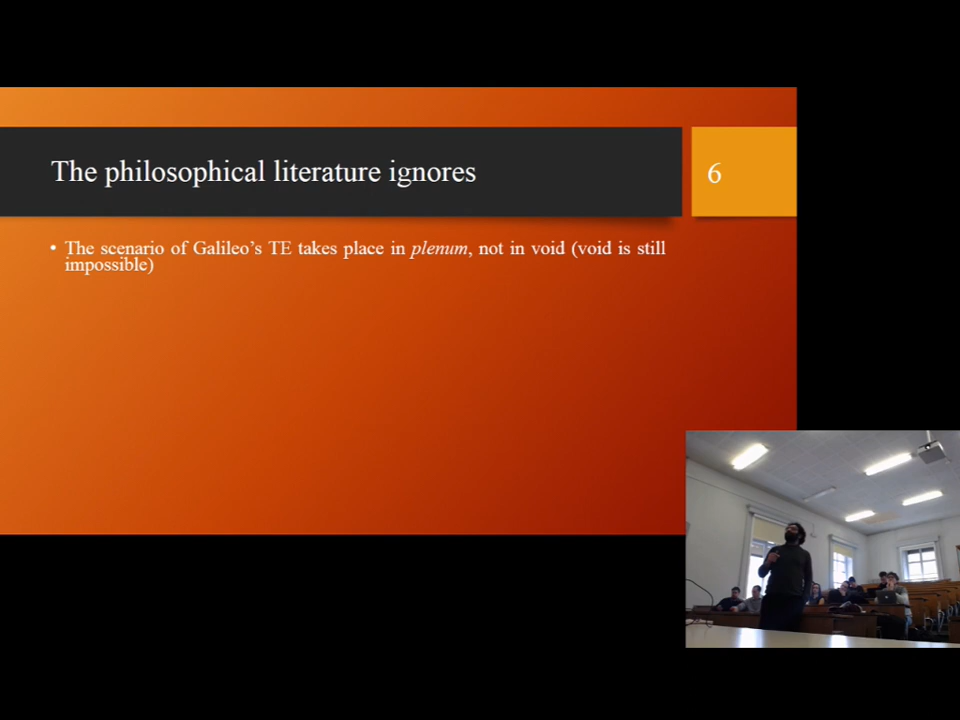 The philosophical literature ignores
6
• The scenario of Galileo's TE takes place in plenum, not in void (void is still
impossible)